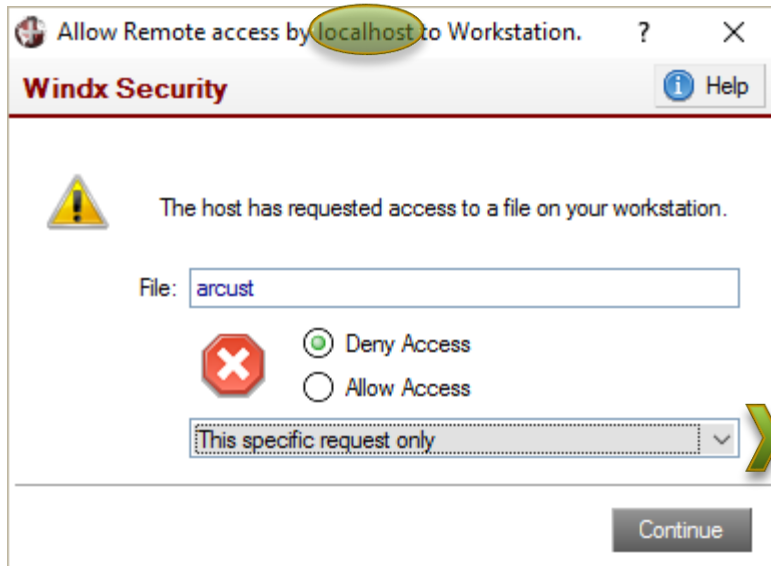 Allow Remote access by localhost to Workstation. ?
Windx Security
Help
The host has requested access to a file on your workstation.
File: arcust
Deny Access
Allow Access
This specific request only
Continue